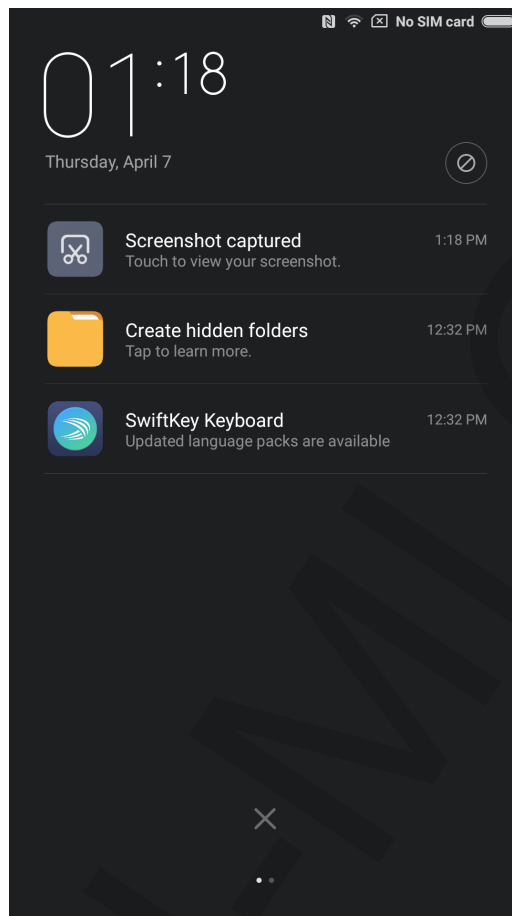 No SIM card
01:18
Thursday, April 7
Screenshot captured
1:18 PM
Touch to view your screenshot.
Create hidden folders
12:32 PM
Tap to learn more.
SwiftKey Keyboard
12:32 PM
Updated language packs are available